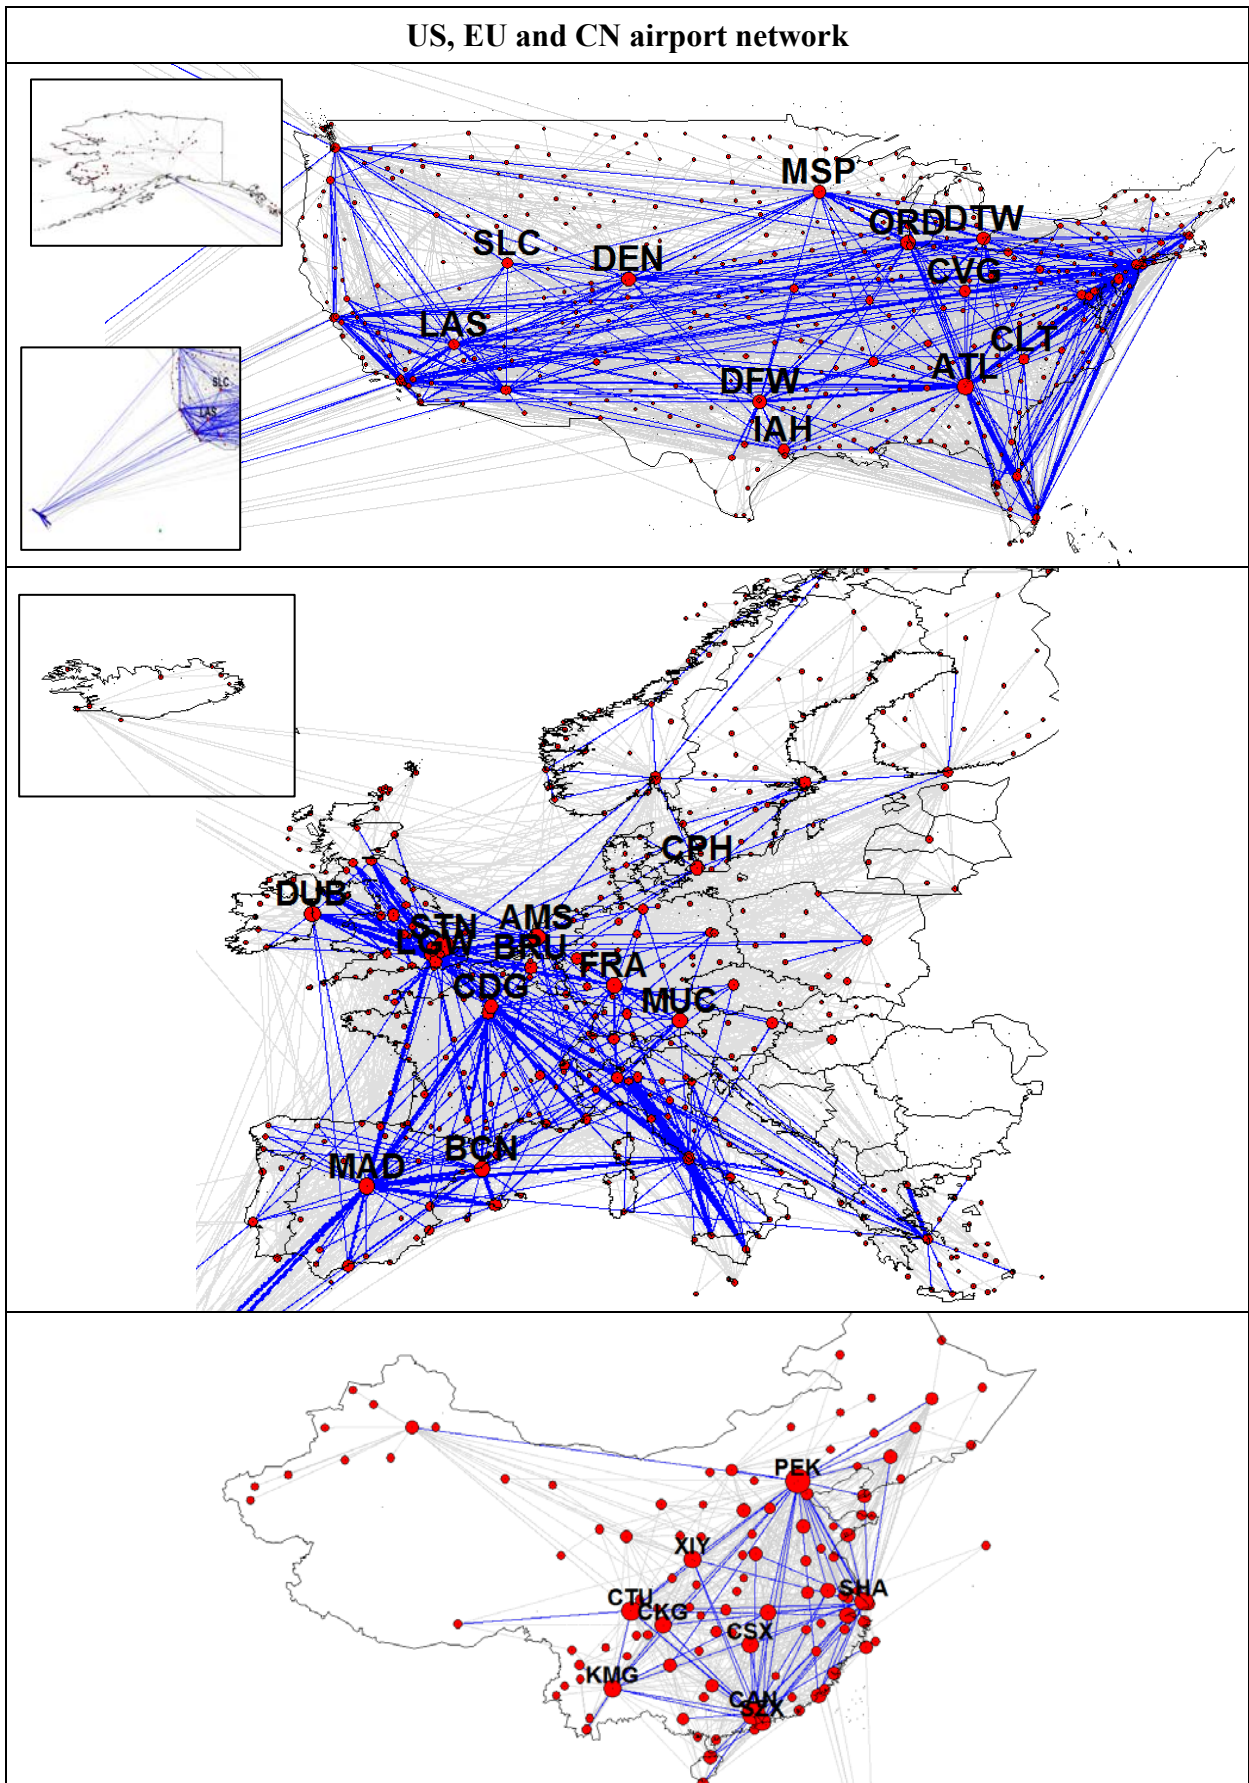 US, EU and CN airport network
MSP
ORD DTW
SLC
DEN
CVG
LAS
CLT
ATL
DFW
IAH
SLC
LAS
CPH
DUB
STN AMS
LGW BRU
FRA
CDG
MUC
BCN
MAD
PEK
XIY
CTU
SHA
CKG
CSX
KMG
CAN
SZX